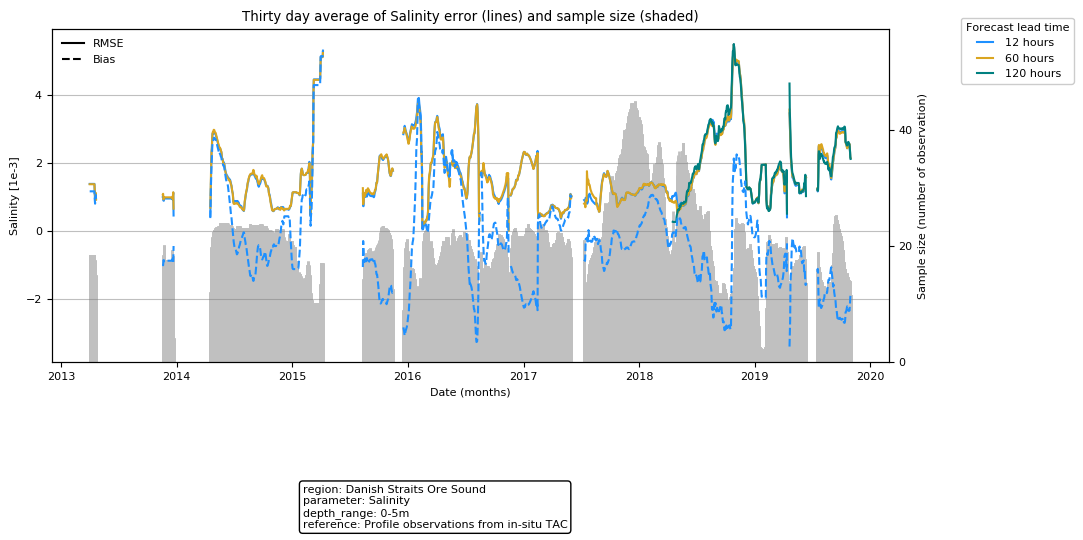 Thirty day average of Salinity error (lines) and sample size (shaded)
RMSE
Bias
Forecast lead time
12 hours
60 hours
120 hours
Salinity [1e-3]
4
2
0
−2
Sample size (number of observation)
40
20
0
2013
2014
2015
2016
2017
2018
2019
2020
Date (months)
region: Danish Straits Ore Sound
parameter: Salinity
depth_range: 0-5m
reference: Profile observations from in-situ TAC